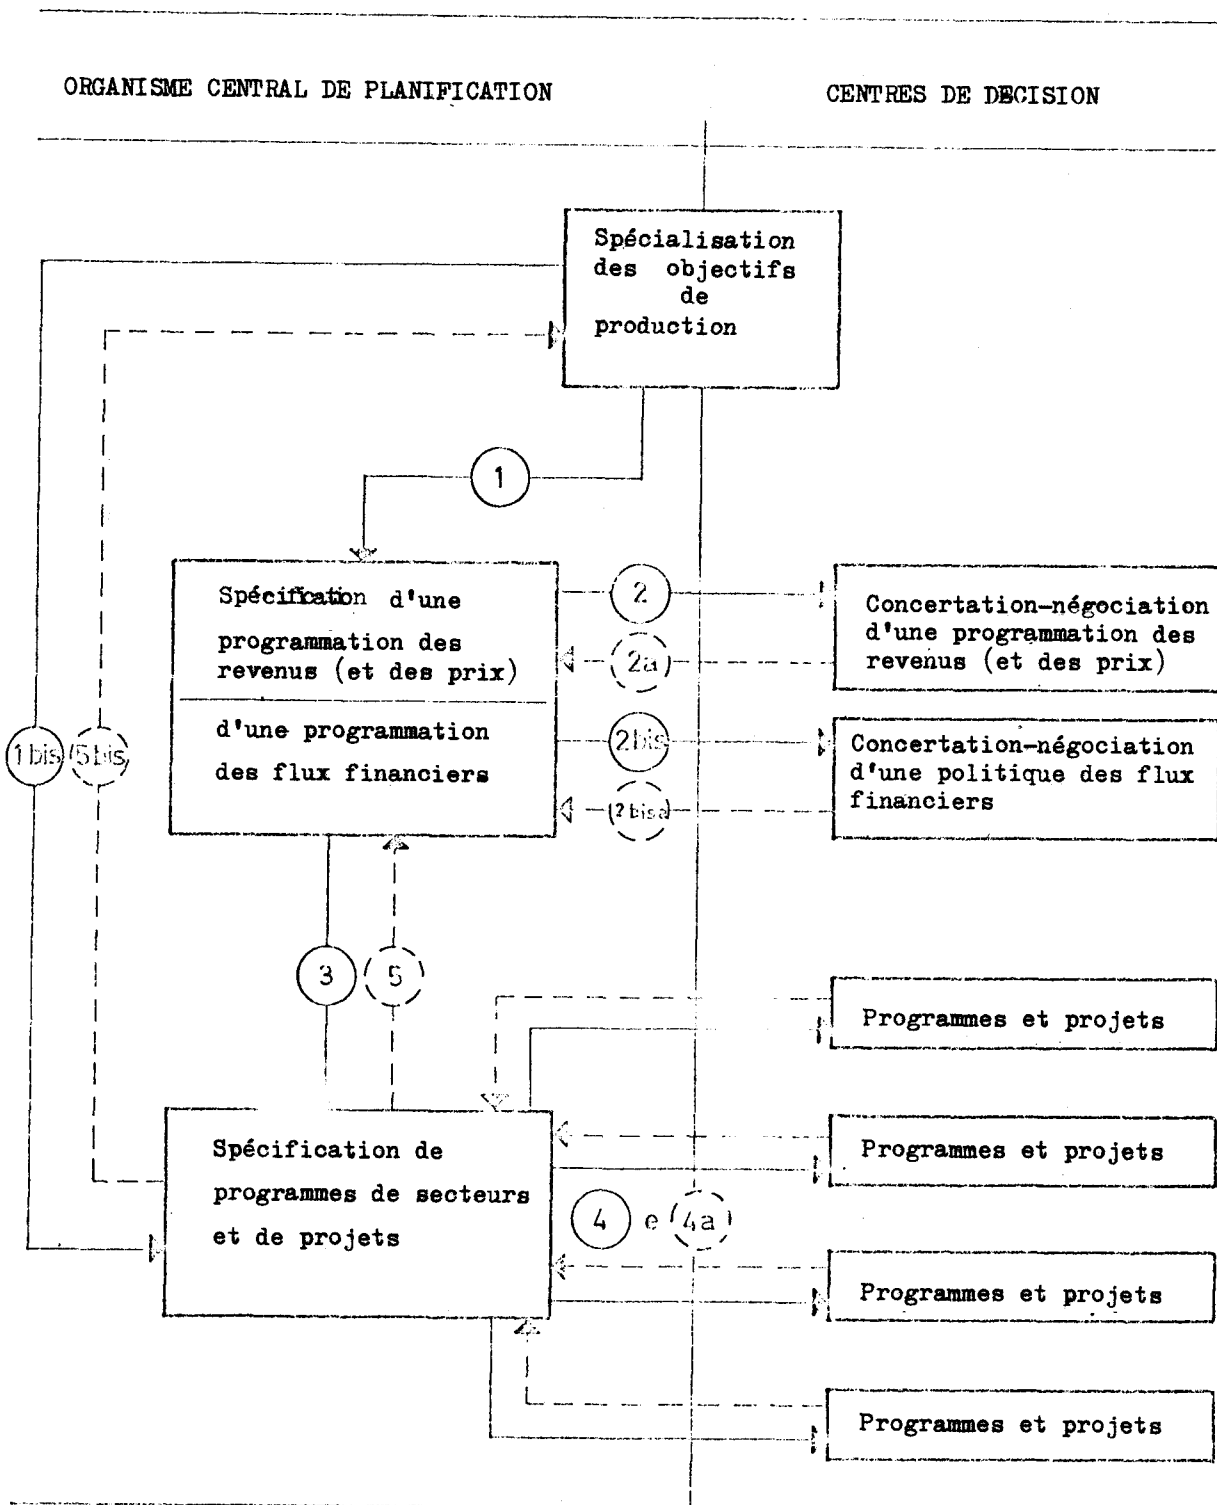 ORGANISME CENTRAL DE PLANIFICATION
CENTRES DE DECISION
Spécialisation
des objectifs
de
production
1
Spécification d'une
programmation des
revenus (et des prix)
d'une programmation
des flux financiers
2
2a
Concertation-négociation
d'une programmation des
revenus (et des prix)
2bis
2bisa
Concertation-négociation
d'une politique des flux
financiers
1bis
5bis
3
5
Programmes et projets
Spécification de
programmes de secteurs
et de projets
Programmes et projets
4 e 4a
Programmes et projets
Programmes et projets